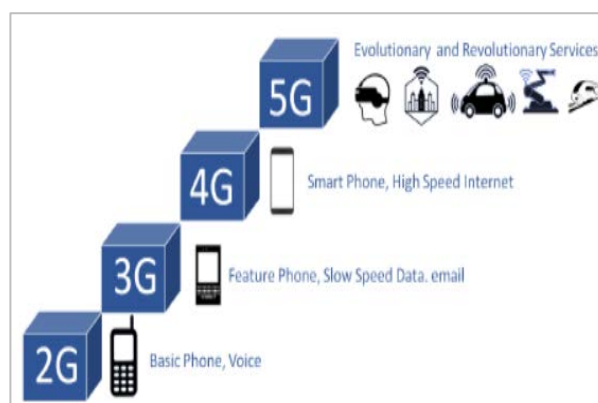 Evolutionary and Revolutionary Services
5G
4G
Smart Phone, High Speed Internet
3G
Feature Phone, Slow Speed Data. email
2G
Basic Phone, Voice